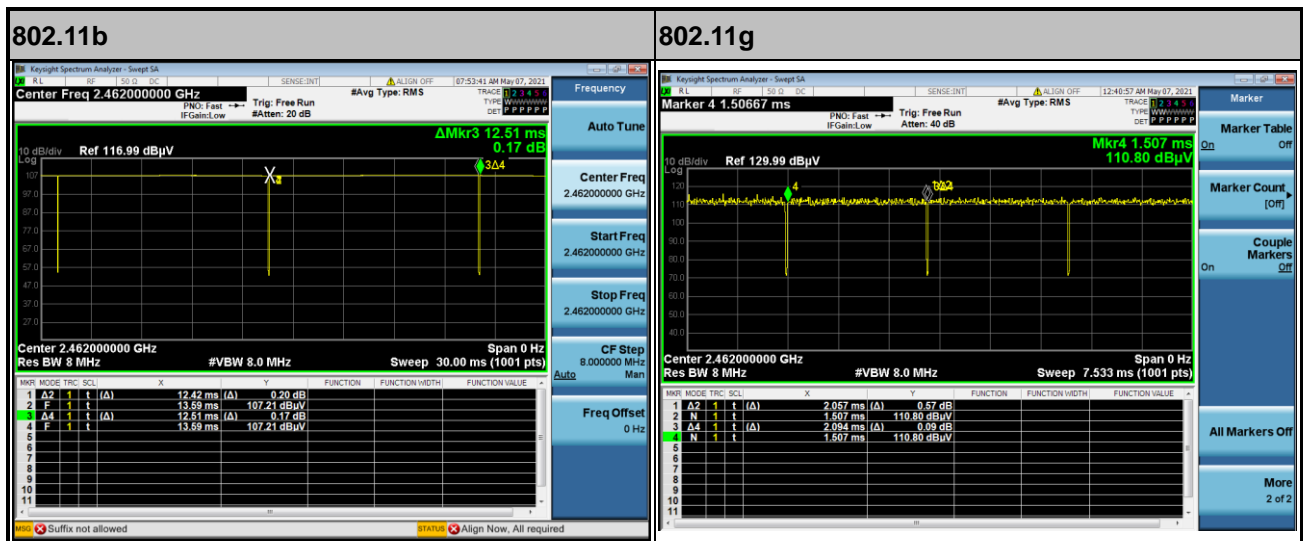 802.11b
Keysight Spectrum Analyzer - Swept SA
RL RF 50 Ω DC SENSE:INT ALIGN OFF 07:53:41 AM May 07, 2021
Center Freq 2.462000000 GHz
PNO: Fast
IFGain:Low
Trig: Free Run
#Atten: 20 dB
#Avg Type: RMS
TRACE 1 2 3 4 5 6
TYPE WWWWWW
DET P P P P P P
ΔMkr3 12.51 ms
0.17 dB
10 dB/div Ref 116.99 dBµV
Log
107
97.0
87.0
77.0
67.0
57.0
47.0
37.0
27.0
3Δ4
Center 2.462000000 GHz Span 0 Hz
Res BW 8 MHz #VBW 8.0 MHz Sweep 30.00 ms (1001 pts)
MKR MODE TRC SCL X Y FUNCTION FUNCTION WIDTH FUNCTION VALUE
1 Δ2 1 t (Δ) 12.42 ms (Δ) 0.20 dB
2 F 1 t 13.59 ms 107.21 dBµV
3 Δ4 1 t (Δ) 12.51 ms (Δ) 0.17 dB
4 F 1 t 13.59 ms 107.21 dBµV
5
6
7
8
9
10
11
MSG Suffix not allowed STATUS Align Now, All required
Frequency
Auto Tune
Center Freq
2.462000000 GHz
Start Freq
2.462000000 GHz
Stop Freq
2.462000000 GHz
CF Step
8.000000 MHz
Auto Man
Freq Offset
0 Hz
802.11g
Keysight Spectrum Analyzer - Swept SA
RL RF 50 Ω DC SENSE:INT ALIGN OFF 12:40:57 AM May 07, 2021
Marker 4 1.50667 ms
PNO: Fast
IFGain:Low
Trig: Free Run
Atten: 40 dB
#Avg Type: RMS
TRACE 1 2 3 4 5 6
TYPE WWWWWW
DET P P P P P P
Mkr4 1.507 ms
110.80 dBµV
10 dB/div Ref 129.99 dBµV
Log
120
110
90.0
80.0
70.0
60.0
50.0
40.0
4
Center 2.462000000 GHz Span 0 Hz
Res BW 8 MHz #VBW 8.0 MHz Sweep 7.533 ms (1001 pts)
MKR MODE TRC SCL X Y FUNCTION FUNCTION WIDTH FUNCTION VALUE
1 Δ2 1 t (Δ) 2.057 ms (Δ) 0.57 dB
2 N 1 t 1.507 ms 110.80 dBµV
3 Δ4 1 t (Δ) 2.094 ms (Δ) 0.09 dB
4 N 1 t 1.507 ms 110.80 dBµV
5
6
7
8
9
10
11
Marker
Marker Table
On Off
Marker Count
[Off]
Couple
Markers
On Off
All Markers Off
More
2 of 2